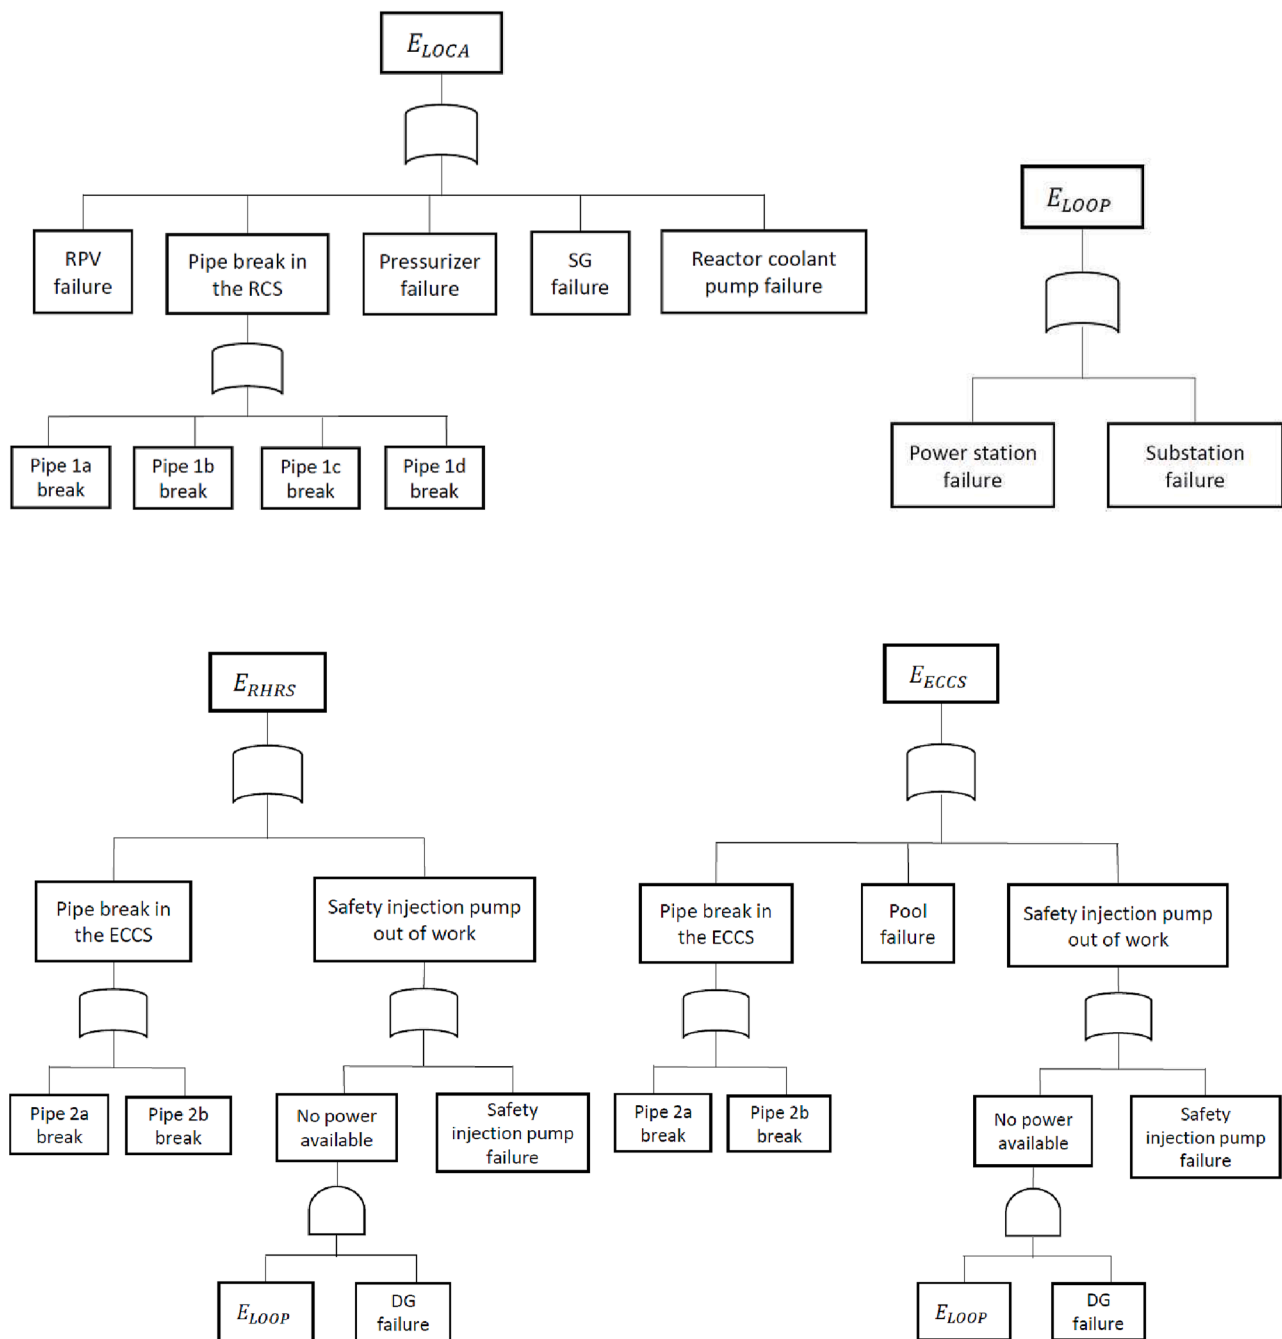 E_LOCA
RPV
failure
Pipe break in
the RCS
Pressurizer
failure
SG
failure
Reactor coolant
pump failure
Pipe 1a
break
Pipe 1b
break
Pipe 1c
break
Pipe 1d
break
E_LOOP
Power station
failure
Substation
failure
E_RHRS
Pipe break in
the ECCS
Safety injection pump
out of work
Pipe 2a
break
Pipe 2b
break
No power
available
Safety
injection pump
failure
E_LOOP
DG
failure
E_ECCS
Pipe break in
the ECCS
Pool
failure
Safety injection pump
out of work
Pipe 2a
break
Pipe 2b
break
No power
available
Safety
injection pump
failure
E_LOOP
DG
failure